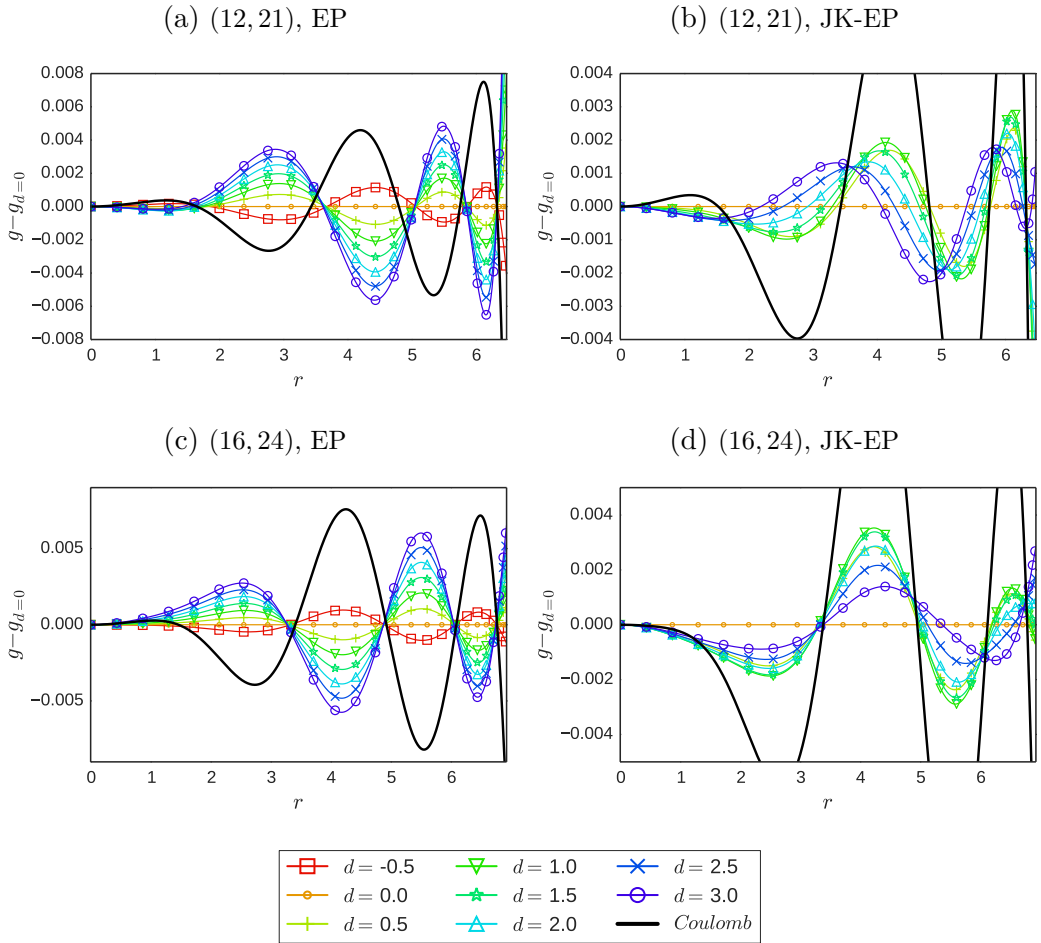 (a) (12, 21), EP
0.008
0.006
0.004
0.002
0.000
−0.002
−0.004
−0.006
−0.008
g−g_{d=0}
0 1 2 3 4 5 6
r
(b) (12, 21), JK-EP
0.004
0.003
0.002
0.001
0.000
−0.001
−0.002
−0.003
−0.004
g−g_{d=0}
0 1 2 3 4 5 6
r
(c) (16, 24), EP
0.005
0.000
−0.005
g−g_{d=0}
0 1 2 3 4 5 6
r
(d) (16, 24), JK-EP
0.004
0.002
0.000
−0.002
−0.004
g−g_{d=0}
0 1 2 3 4 5 6
r
d = -0.5
d = 0.0
d = 0.5
d = 1.0
d = 1.5
d = 2.0
d = 2.5
d = 3.0
Coulomb